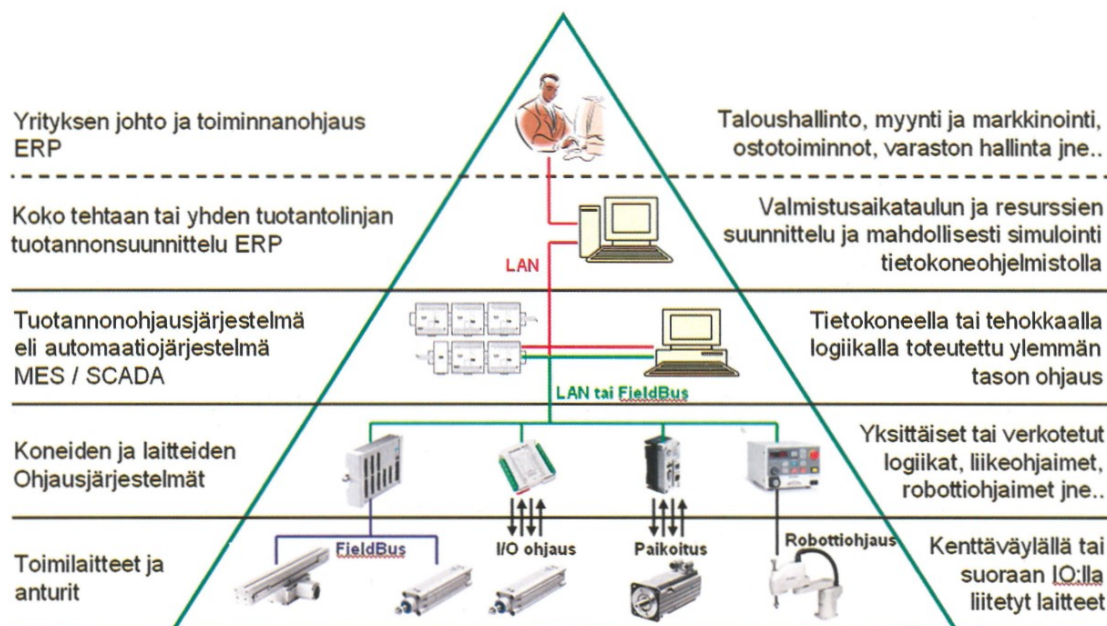 Yrityksen johto ja toiminnanohjaus
ERP
Taloushallinto, myynti ja markkinointi,
ostotoiminnot, varaston hallinta jne..
Koko tehtaan tai yhden tuotantolinjan
tuotannonsuunnittelu ERP
Valmistusaikataulun ja resurssien
suunnittelu ja mahdollisesti simulointi
tietokoneohjelmistolla
LAN
Tuotannonohjausjärjestelmä
eli automaatiojärjestelmä
MES / SCADA
Tietokoneella tai tehokkaalla
logiikalla toteutettu ylemmän
tason ohjaus
LAN tai FieldBus
Koneiden ja laitteiden
Ohjausjärjestelmät
Yksittäiset tai verkotetut
logiikat, liikeohjaimet,
robottiohjaimet jne..
Toimilaitteet ja
anturit
FieldBus
I/O ohjaus
Paikoitus
Robottiohjaus
Kenttäväylällä tai
suoraan IO:lla
liitetyt laitteet